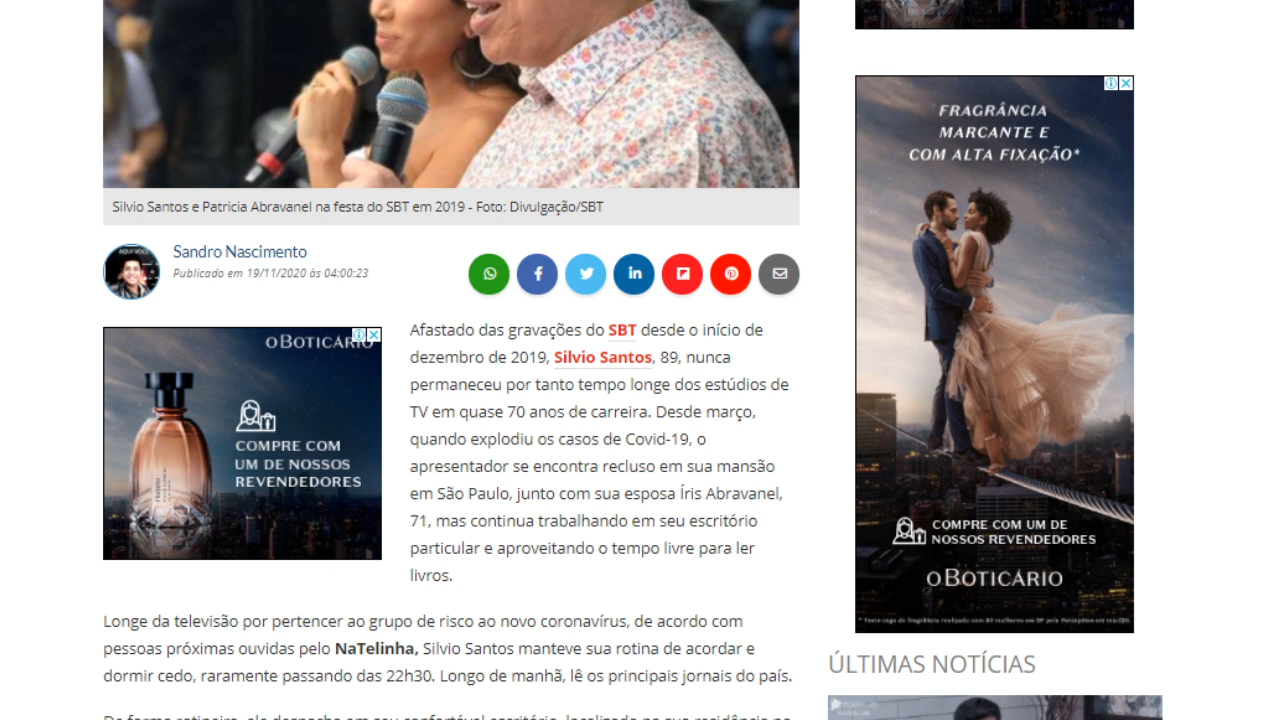 Silvio Santos e Patricia Abravanel na festa do SBT em 2019 - Foto: Divulgação/SBT
Sandro Nascimento
Publicado em 19/11/2020 às 04:00:23
Afastado das gravações do SBT desde o início de
dezembro de 2019, Silvio Santos, 89, nunca
permaneceu por tanto tempo longe dos estúdios de
TV em quase 70 anos de carreira. Desde março,
quando explodiu os casos de Covid-19, o
apresentador se encontra recluso em sua mansão
em São Paulo, junto com sua esposa Íris Abravanel,
71, mas continua trabalhando em seu escritório
particular e aproveitando o tempo livre para ler
livros.
oBOTICÁRIO
COMPRE COM
UM DE NOSSOS
REVENDEDORES
Longe da televisão por pertencer ao grupo de risco ao novo coronavírus, de acordo com
pessoas próximas ouvidas pelo NaTelinha, Silvio Santos manteve sua rotina de acordar e
dormir cedo, raramente passando das 22h30. Longo de manhã, lê os principais jornais do país.
FRAGRÂNCIA
MARCANTE E
COM ALTA FIXAÇÃO*
COMPRE COM UM DE
NOSSOS REVENDEDORES
oBOTICÁRIO
ÚLTIMAS NOTÍCIAS